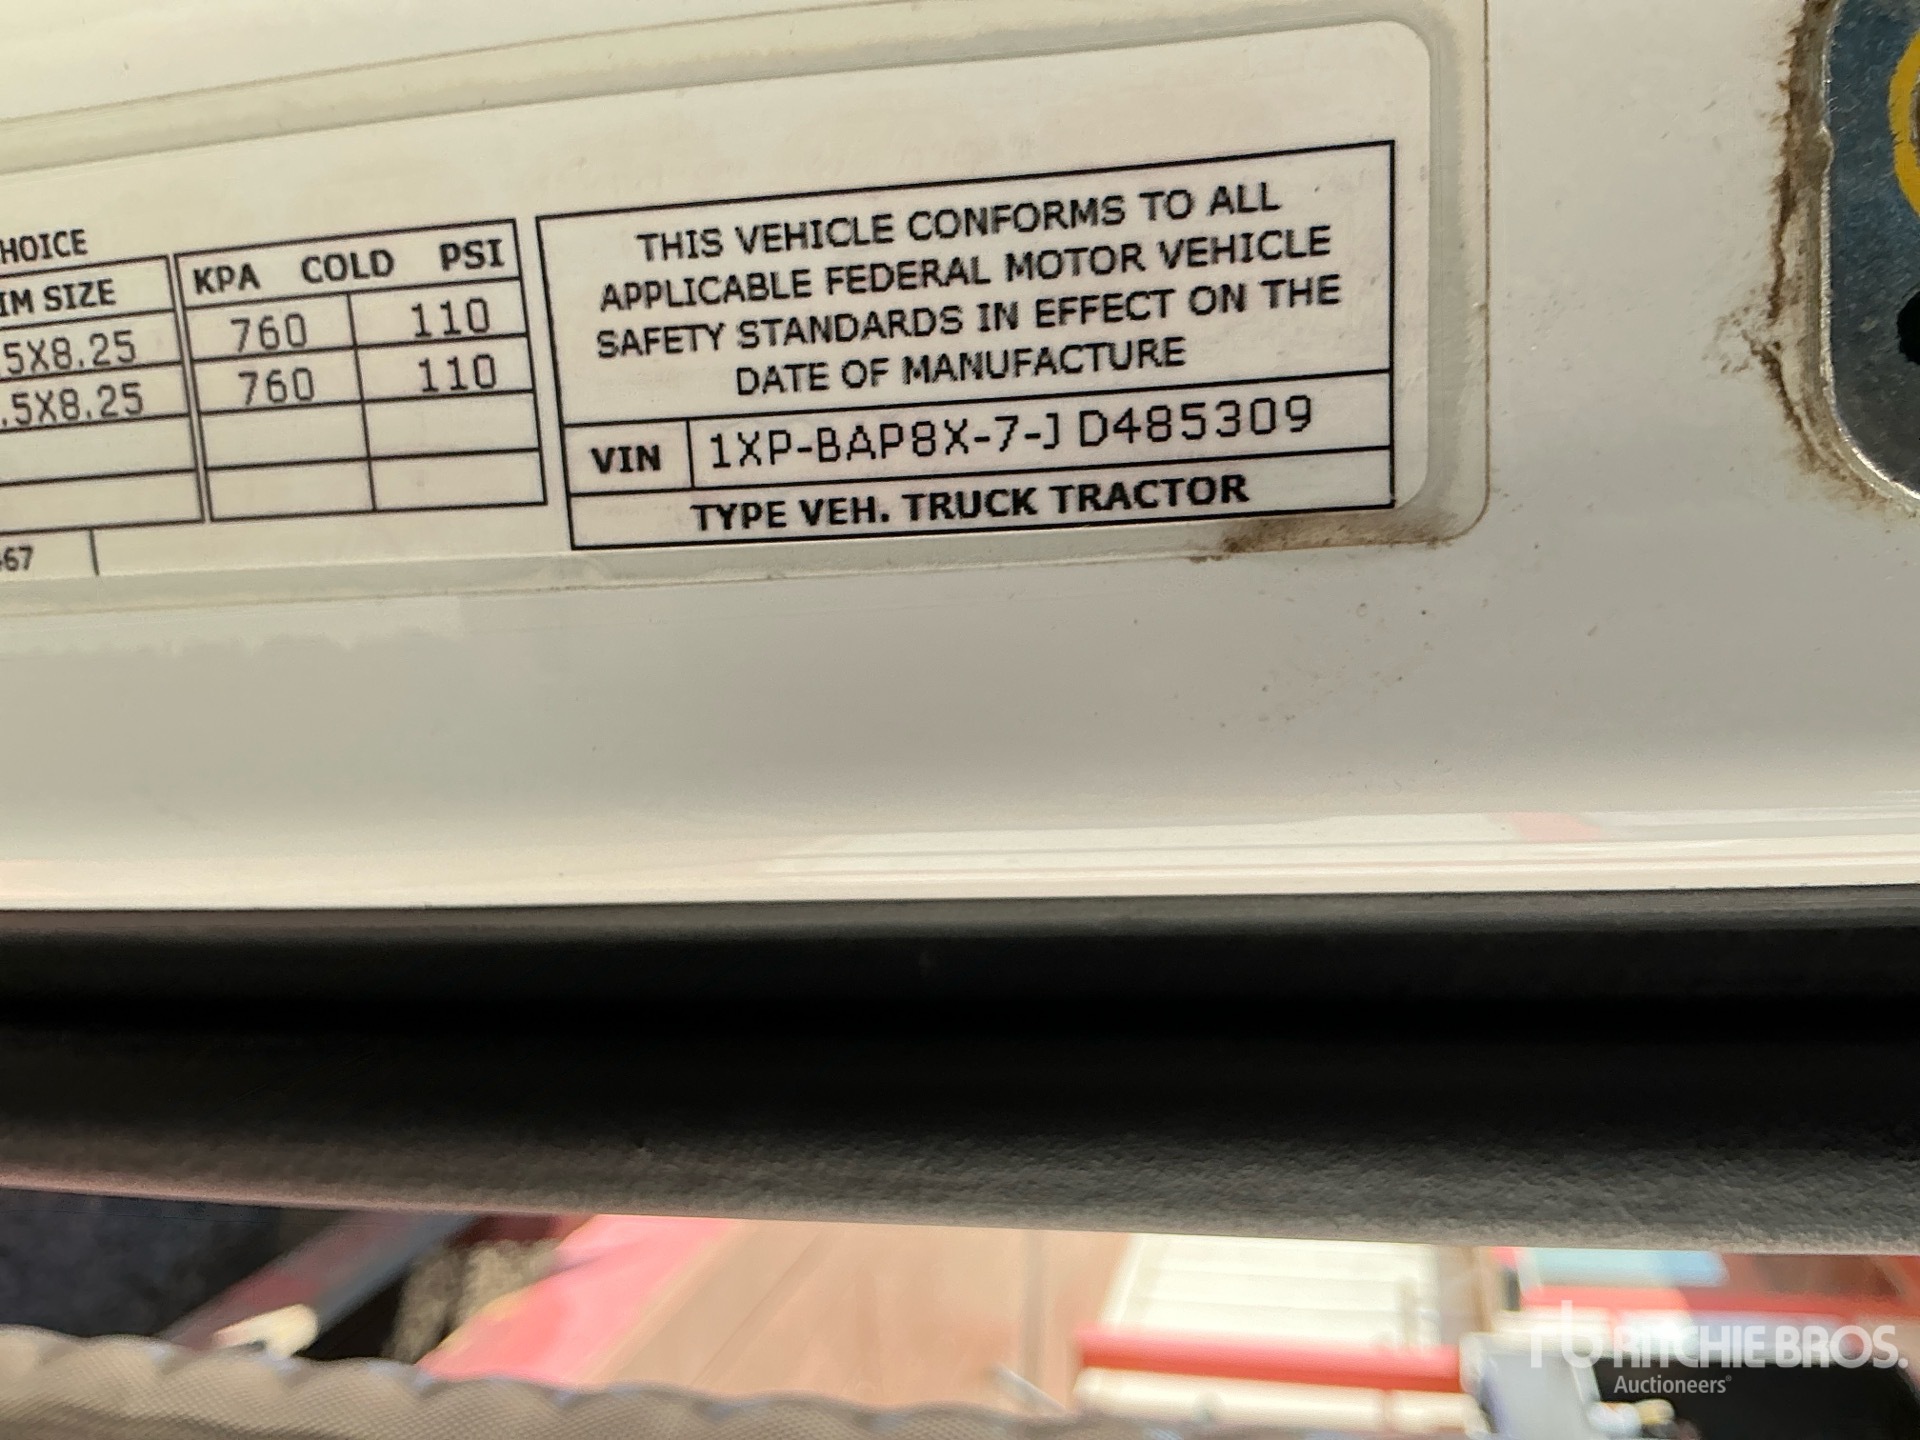 HOICE
IM SIZE
.5X8.25
.5X8.25
67
KPA COLD PSI
760 110
760 110
THIS VEHICLE CONFORMS TO ALL
APPLICABLE FEDERAL MOTOR VEHICLE
SAFETY STANDARDS IN EFFECT ON THE
DATE OF MANUFACTURE
VIN 1XP-BAP8X-7-JD485309
TYPE VEH. TRUCK TRACTOR
RITCHIE BROS.
Auctioneers